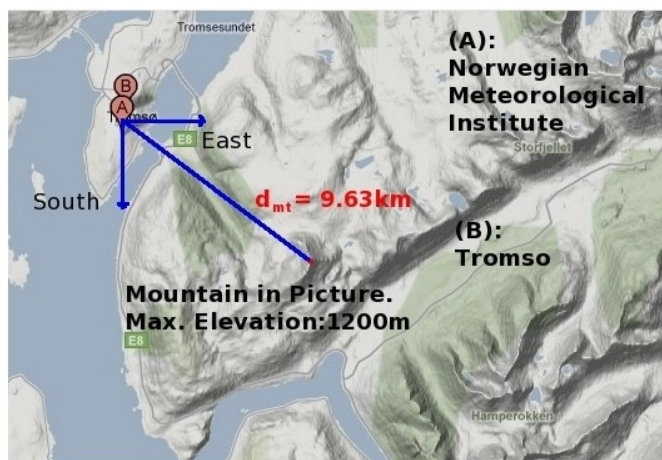 Tromsesundet
(A):
Norwegian
Meteorological
Institute
B
A
E8
East
Storfjellet
South
d_mt = 9.63km
(B):
Tromso
Mountain in Picture.
Max. Elevation:1200m
E8
Hamperokken